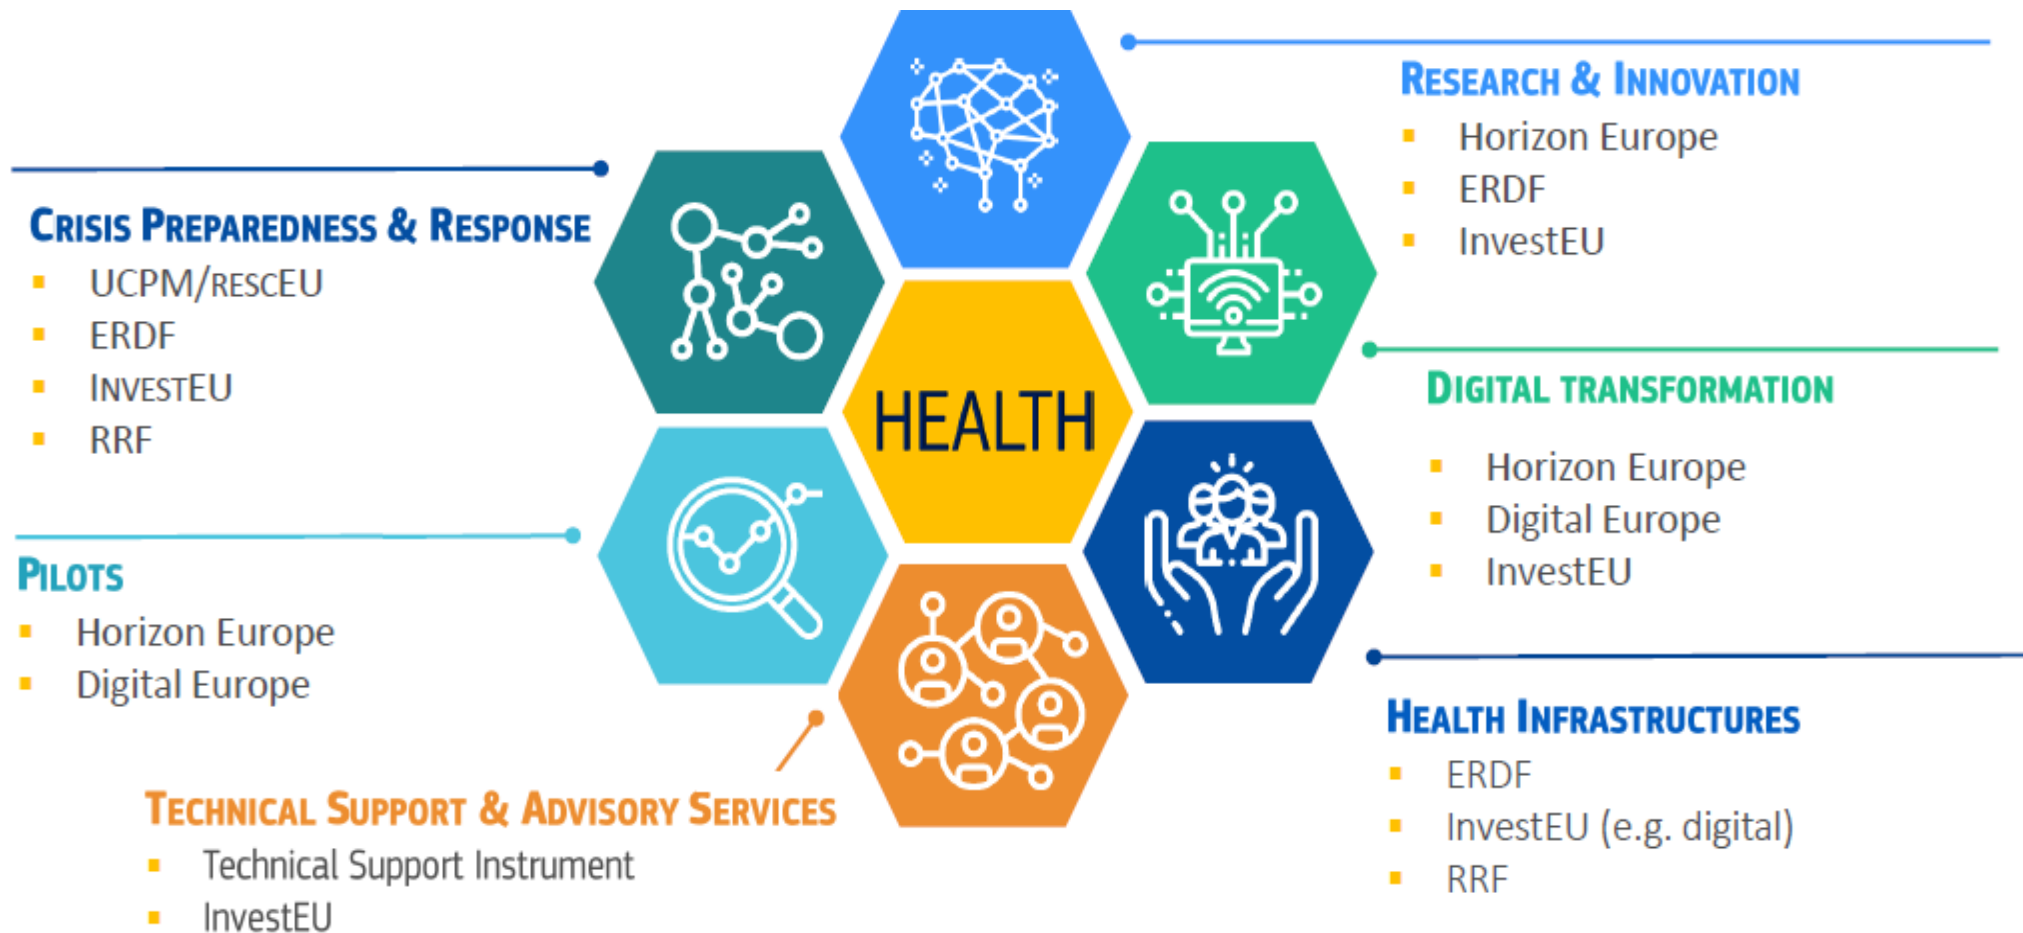 RESEARCH & INNOVATION
Horizon Europe
ERDF
InvestEU
CRISIS PREPAREDNESS & RESPONSE
UCPM/RESCEU
ERDF
INVESTEU
RRF
HEALTH
DIGITAL TRANSFORMATION
Horizon Europe
Digital Europe
InvestEU
PILOTS
Horizon Europe
Digital Europe
HEALTH INFRASTRUCTURES
ERDF
InvestEU (e.g. digital)
RRF
TECHNICAL SUPPORT & ADVISORY SERVICES
Technical Support Instrument
InvestEU